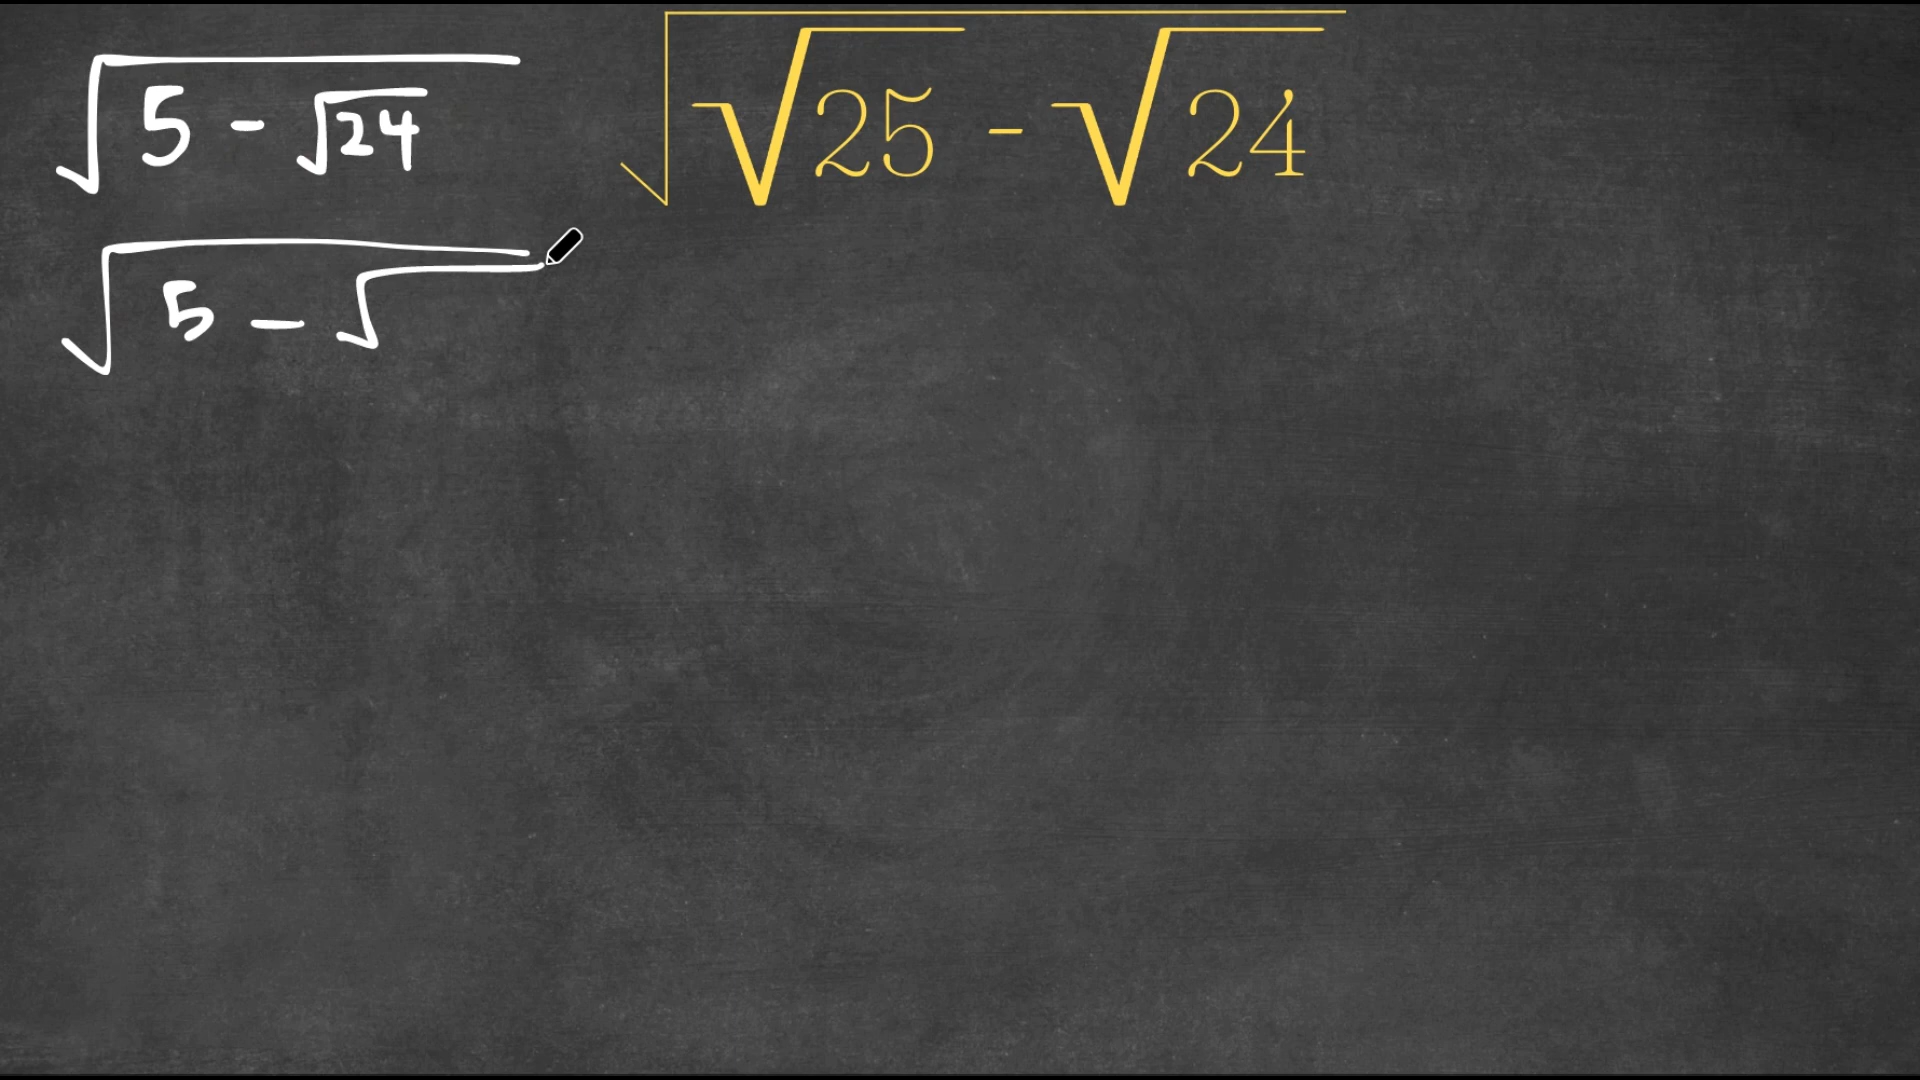 √(√25 - √24)
√(5 - √24)
√(5 - √